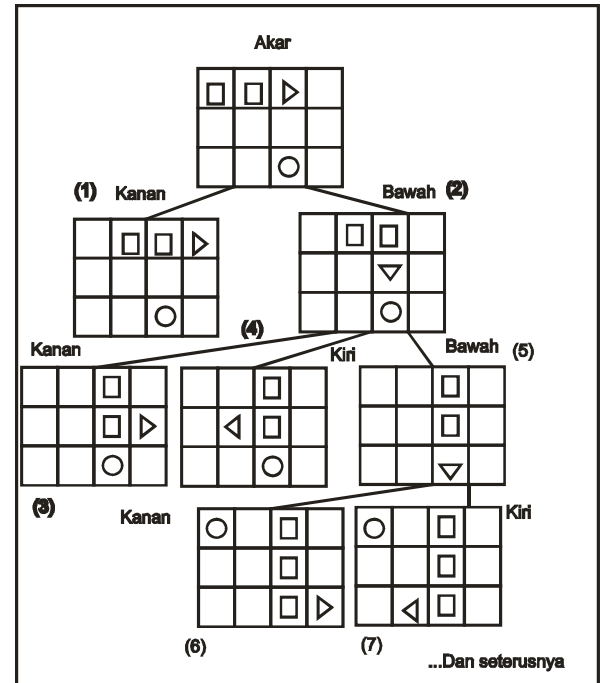 Akar
(1) Kanan
Bawah (2)
(4)
Kanan
Kiri
Bawah (5)
(3)
Kanan
Kiri
(6)
(7)
...Dan seterusnya